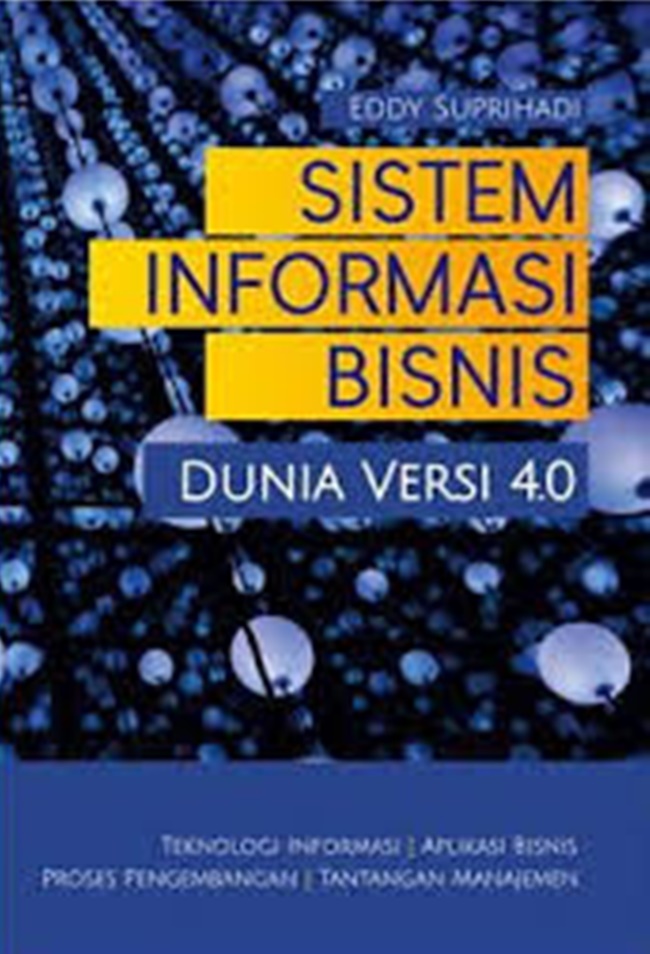 EDDY SUPRIHADI
SISTEM
INFORMASI
BISNIS
DUNIA VERSI 4.0
TEKNOLOGI INFORMASI | APLIKASI BISNIS
PROSES PENGEMBANGAN | TANTANGAN MANAJEMEN